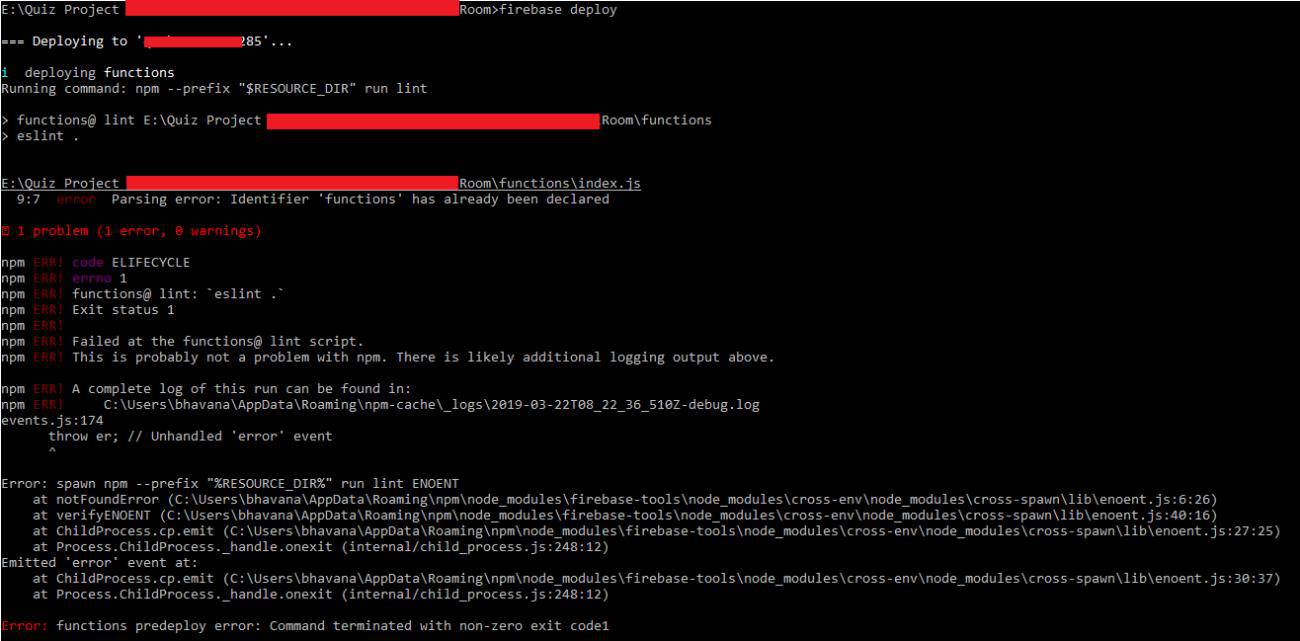 E:\Quiz Project Room>firebase deploy
=== Deploying to ' 285'...
i deploying functions
Running command: npm --prefix "$RESOURCE_DIR" run lint
> functions@ lint E:\Quiz Project Room\functions
> eslint .
E:\Quiz Project Room\functions\index.js
9:7 error Parsing error: Identifier 'functions' has already been declared
1 problem (1 error, 0 warnings)
npm ERR! code ELIFECYCLE
npm ERR! errno 1
npm ERR! functions@ lint: `eslint .`
npm ERR! Exit status 1
npm ERR!
npm ERR! Failed at the functions@ lint script.
npm ERR! This is probably not a problem with npm. There is likely additional logging output above.
npm ERR! A complete log of this run can be found in:
npm ERR! C:\Users\bhavana\AppData\Roaming\npm-cache\_logs\2019-03-22T08_22_36_510Z-debug.log
events.js:174
throw er; // Unhandled 'error' event
^
Error: spawn npm --prefix "%RESOURCE_DIR%" run lint ENOENT
at notFoundError (C:\Users\bhavana\AppData\Roaming\npm\node_modules\firebase-tools\node_modules\cross-env\node_modules\cross-spawn\lib\enoent.js:6:26)
at verifyENOENT (C:\Users\bhavana\AppData\Roaming\npm\node_modules\firebase-tools\node_modules\cross-env\node_modules\cross-spawn\lib\enoent.js:40:16)
at ChildProcess.cp.emit (C:\Users\bhavana\AppData\Roaming\npm\node_modules\firebase-tools\node_modules\cross-env\node_modules\cross-spawn\lib\enoent.js:27:25)
at Process.ChildProcess._handle.onexit (internal/child_process.js:248:12)
Emitted 'error' event at:
at ChildProcess.cp.emit (C:\Users\bhavana\AppData\Roaming\npm\node_modules\firebase-tools\node_modules\cross-env\node_modules\cross-spawn\lib\enoent.js:30:37)
at Process.ChildProcess._handle.onexit (internal/child_process.js:248:12)
Error: functions predeploy error: Command terminated with non-zero exit code1